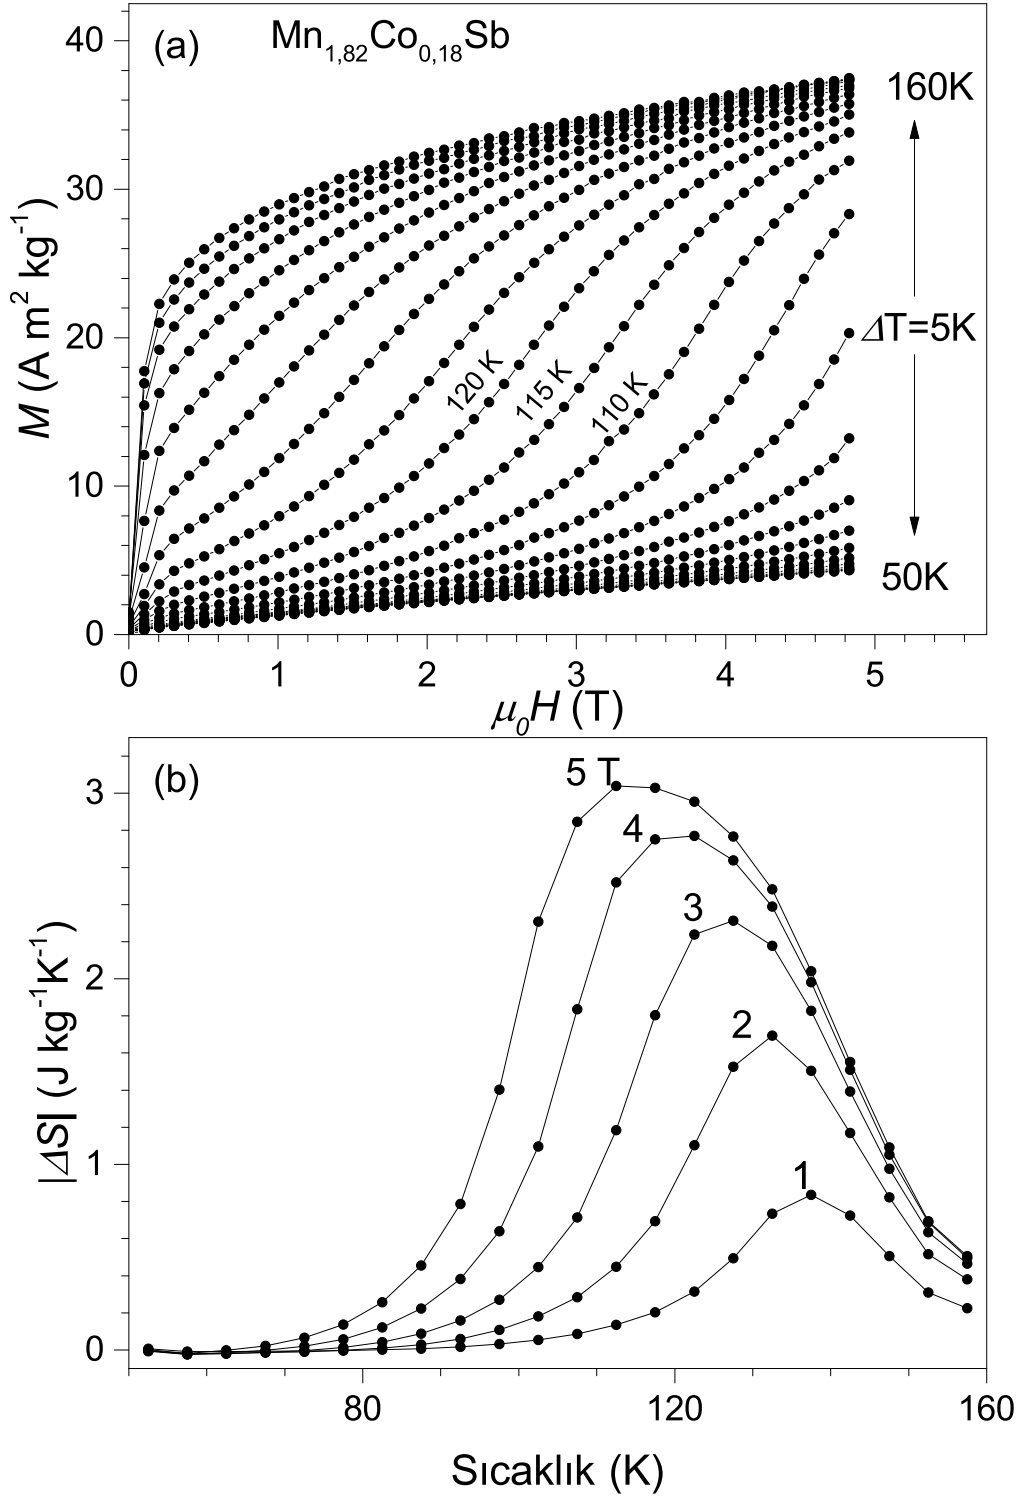 (a)
Mn1,82Co0,18Sb
40
30
20
10
0
M (A m² kg⁻¹)
160K
ΔT=5K
50K
120 K
115 K
110 K
0 1 2 3 4 5
μ₀H (T)
(b)
5 T
4
3
2
1
3
2
1
0
|ΔS| (J kg⁻¹K⁻¹)
80 120 160
Sıcaklık (K)